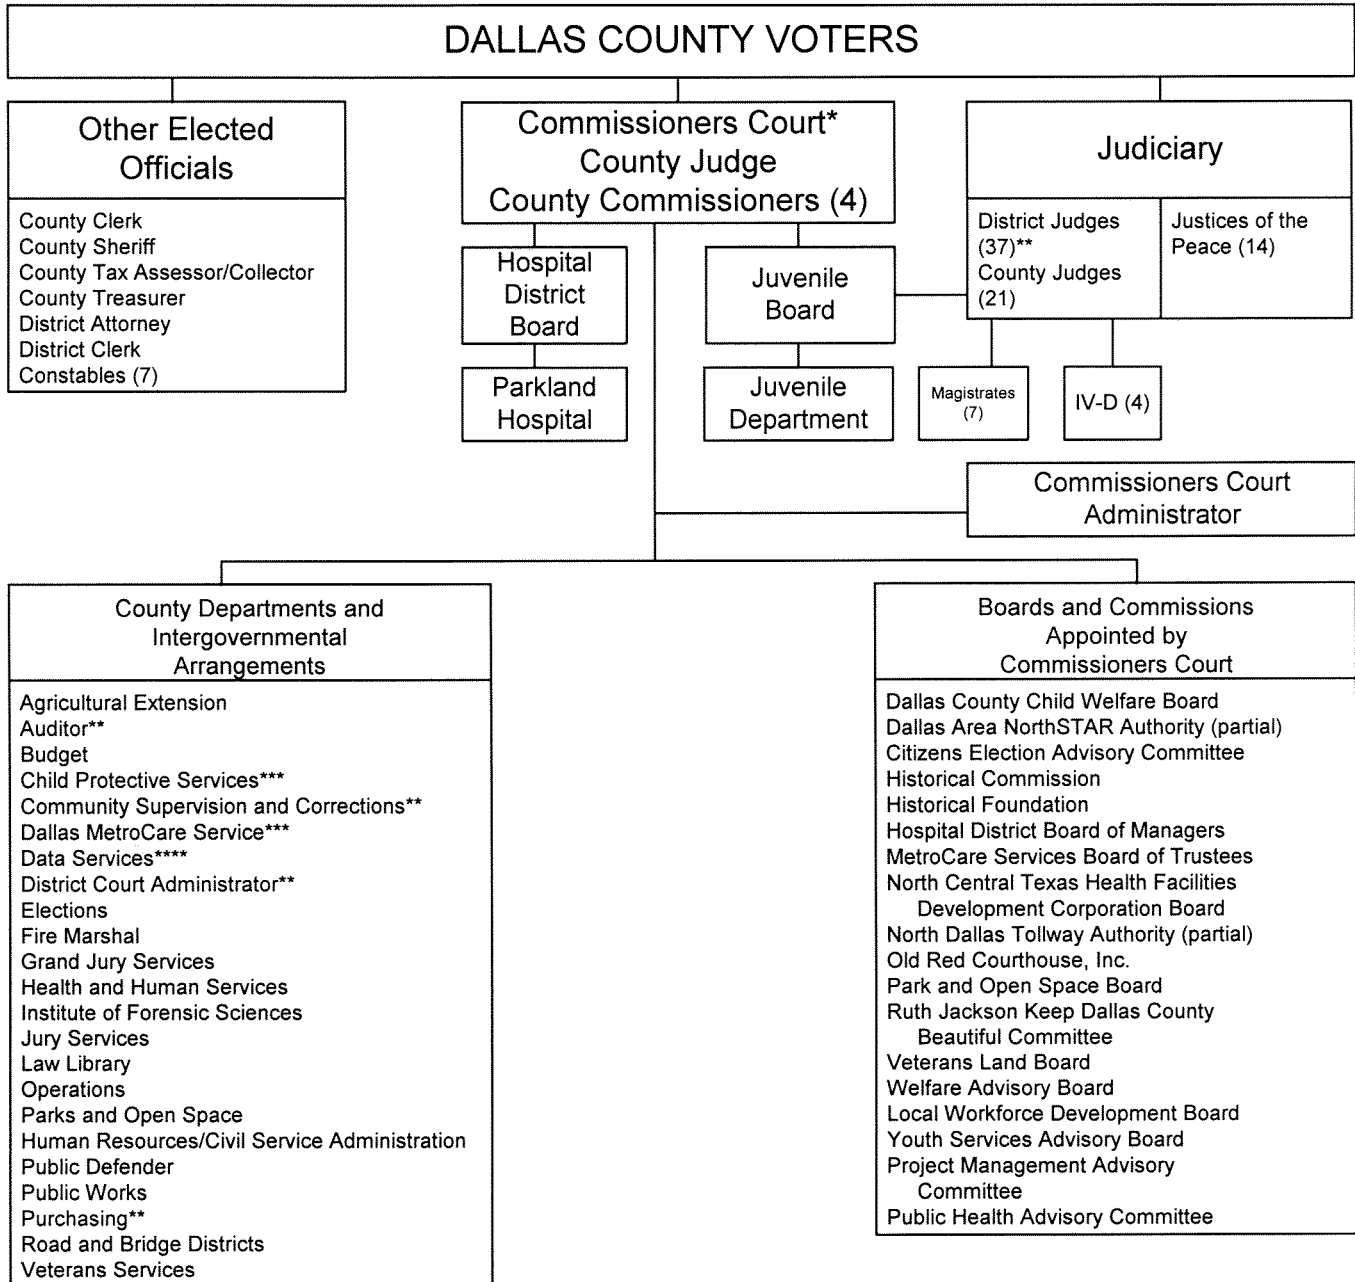 DALLAS COUNTY VOTERS
Other Elected
Officials
County Clerk
County Sheriff
County Tax Assessor/Collector
County Treasurer
District Attorney
District Clerk
Constables (7)
Commissioners Court*
County Judge
County Commissioners (4)
Hospital
District
Board
Parkland
Hospital
Juvenile
Board
Juvenile
Department
Judiciary
District Judges
(37)**
County Judges
(21)
Justices of the
Peace (14)
Magistrates
(7)
IV-D (4)
Commissioners Court
Administrator
County Departments and
Intergovernmental
Arrangements
Agricultural Extension
Auditor**
Budget
Child Protective Services***
Community Supervision and Corrections**
Dallas MetroCare Service***
Data Services****
District Court Administrator**
Elections
Fire Marshal
Grand Jury Services
Health and Human Services
Institute of Forensic Sciences
Jury Services
Law Library
Operations
Parks and Open Space
Human Resources/Civil Service Administration
Public Defender
Public Works
Purchasing**
Road and Bridge Districts
Veterans Services
Boards and Commissions
Appointed by
Commissioners Court
Dallas County Child Welfare Board
Dallas Area NorthSTAR Authority (partial)
Citizens Election Advisory Committee
Historical Commission
Historical Foundation
Hospital District Board of Managers
MetroCare Services Board of Trustees
North Central Texas Health Facilities
Development Corporation Board
North Dallas Tollway Authority (partial)
Old Red Courthouse, Inc.
Park and Open Space Board
Ruth Jackson Keep Dallas County
Beautiful Committee
Veterans Land Board
Welfare Advisory Board
Local Workforce Development Board
Youth Services Advisory Board
Project Management Advisory
Committee
Public Health Advisory Committee